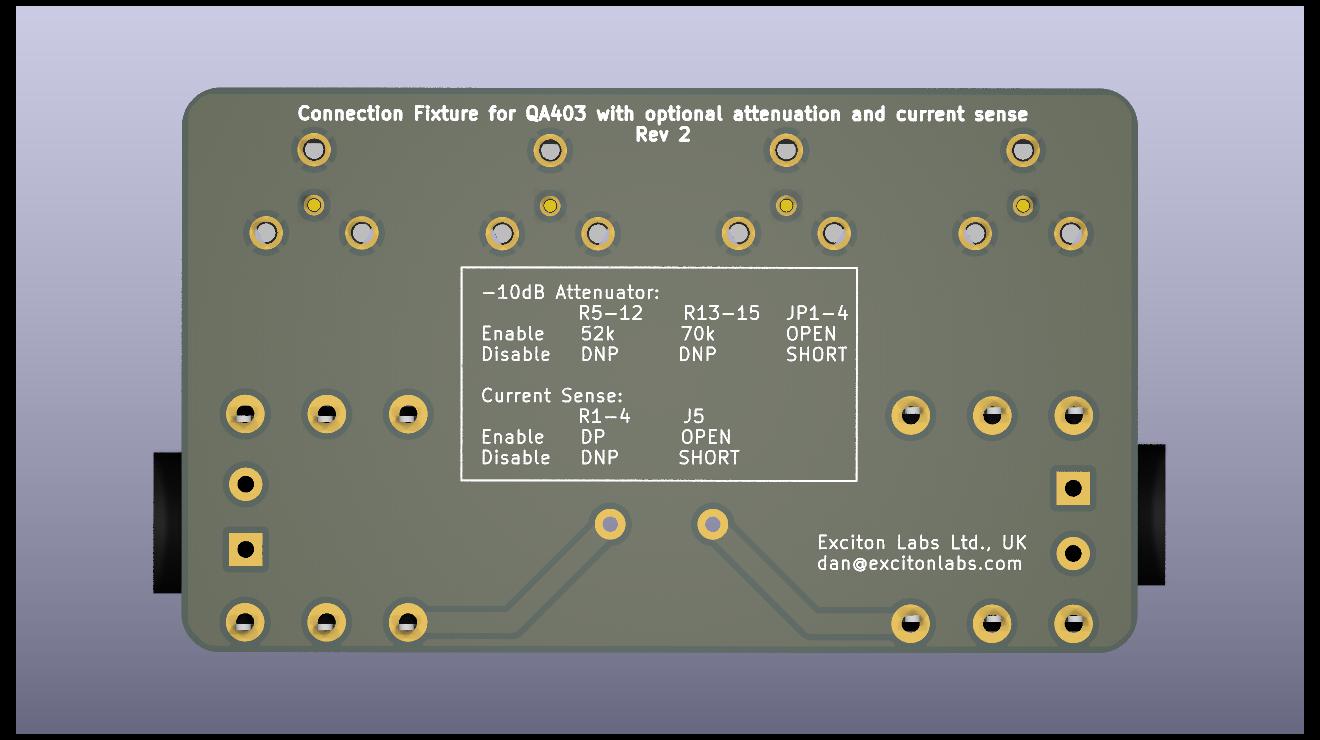 Connection Fixture for QA403 with optional attenuation and current sense
Rev 2
-10dB Attenuator:
R5-12 R13-15 JP1-4
Enable 52k 70k OPEN
Disable DNP DNP SHORT
Current Sense:
R1-4 J5
Enable DP OPEN
Disable DNP SHORT
Exciton Labs Ltd., UK
dan@excitonlabs.com